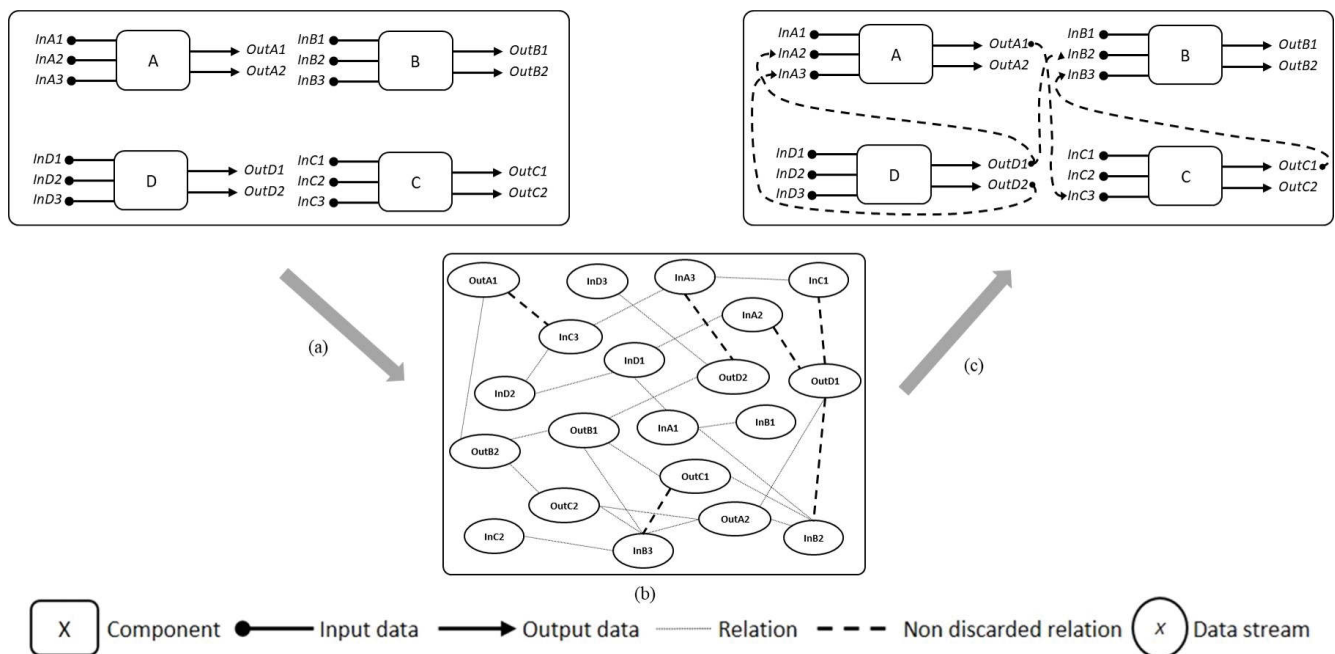 InA1
InA2
InA3
A
OutA1
OutA2
InB1
InB2
InB3
B
OutB1
OutB2
InD1
InD2
InD3
D
OutD1
OutD2
InC1
InC2
InC3
C
OutC1
OutC2
InA1
InA2
InA3
A
OutA1
OutA2
InB1
InB2
InB3
B
OutB1
OutB2
InD1
InD2
InD3
D
OutD1
OutD2
InC1
InC2
InC3
C
OutC1
OutC2
(a)
(c)
OutA1
InD3
InA3
InC1
InC3
InA2
InD1
InD2
OutD2
OutD1
OutB2
OutB1
InA1
InB1
OutC1
OutC2
OutA2
InC2
InB3
InB2
(b)
X Component Input data Output data Relation Non discarded relation x Data stream